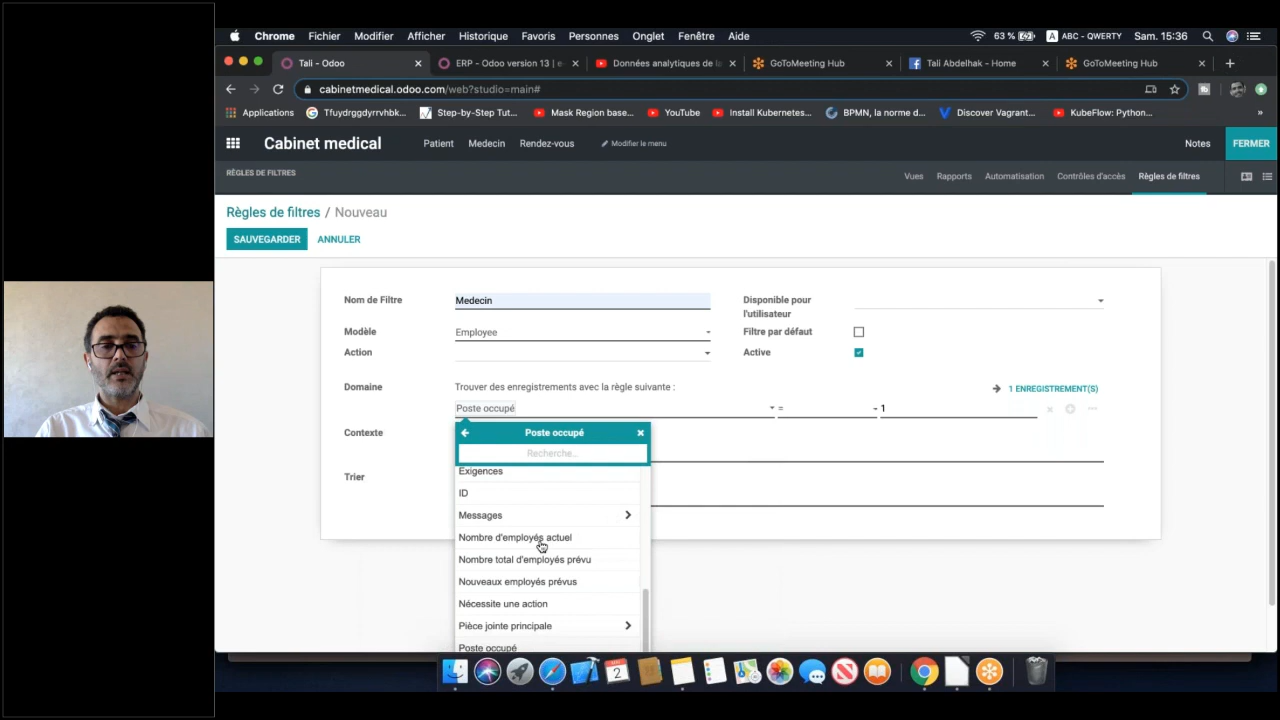 Chrome Fichier Modifier Afficher Historique Favoris Personnes Onglet Fenêtre Aide 63 % A ABC - QWERTY Sam. 15:36
Tali - Odoo ERP - Odoo version 13 | e Données analytiques de la GoToMeeting Hub Tali Abdelhak - Home GoToMeeting Hub
cabinetmedical.odoo.com/web?studio=main#
Applications Tfuydrggdyrrvhbk... Step-by-Step Tut... Mask Region base... YouTube Install Kubernetes... BPMN, la norme d... Discover Vagrant... KubeFlow: Python... »
Cabinet medical Patient Medecin Rendez-vous Modifier le menu Notes FERMER
RÈGLES DE FILTRES Vues Rapports Automatisation Contrôles d'accès Règles de filtres
Règles de filtres / Nouveau
SAUVEGARDER ANNULER
Nom de Filtre Medecin Disponible pour
l'utilisateur
Modèle Employee Filtre par défaut
Action Active
Domaine Trouver des enregistrements avec la règle suivante : 1 ENREGISTREMENT(S)
Poste occupé = 1
Contexte Poste occupé
Recherche...
Trier Exigences
ID
Messages
Nombre d'employés actuel
Nombre total d'employés prévu
Nouveaux employés prévus
Nécessite une action
Pièce jointe principale
Poste occupé
2